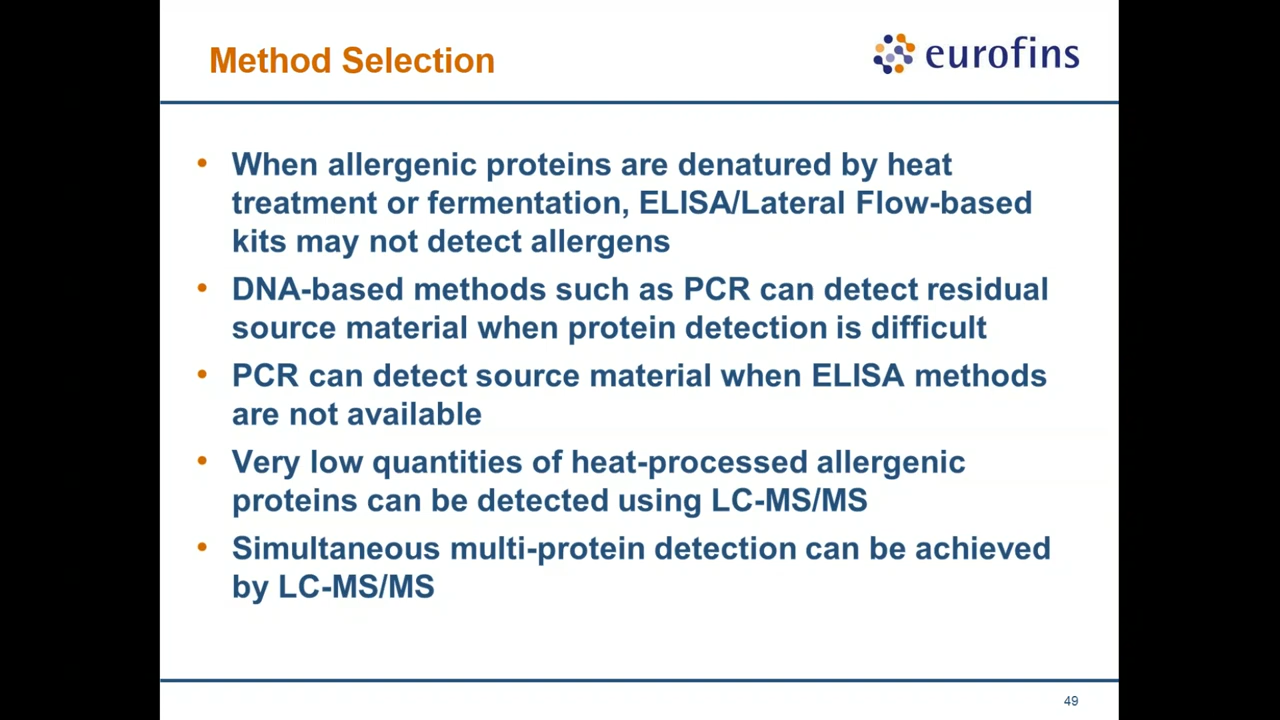 Method Selection
eurofins
• When allergenic proteins are denatured by heat
treatment or fermentation, ELISA/Lateral Flow-based
kits may not detect allergens
• DNA-based methods such as PCR can detect residual
source material when protein detection is difficult
• PCR can detect source material when ELISA methods
are not available
• Very low quantities of heat-processed allergenic
proteins can be detected using LC-MS/MS
• Simultaneous multi-protein detection can be achieved
by LC-MS/MS
49